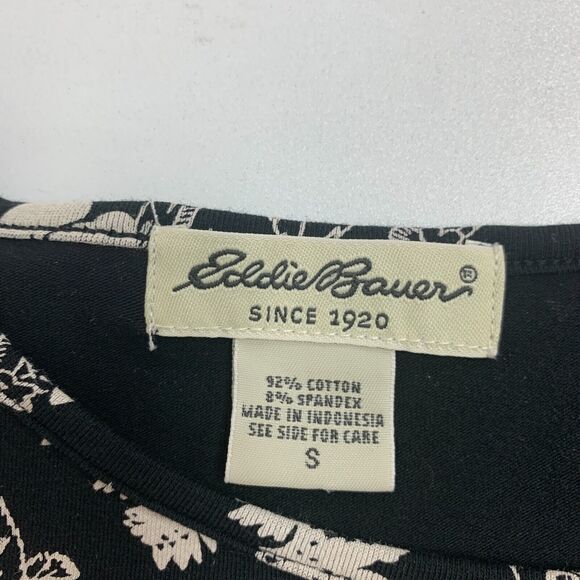 Eddie Bauer®
SINCE 1920
92% COTTON
8% SPANDEX
MADE IN INDONESIA
SEE SIDE FOR CARE
S